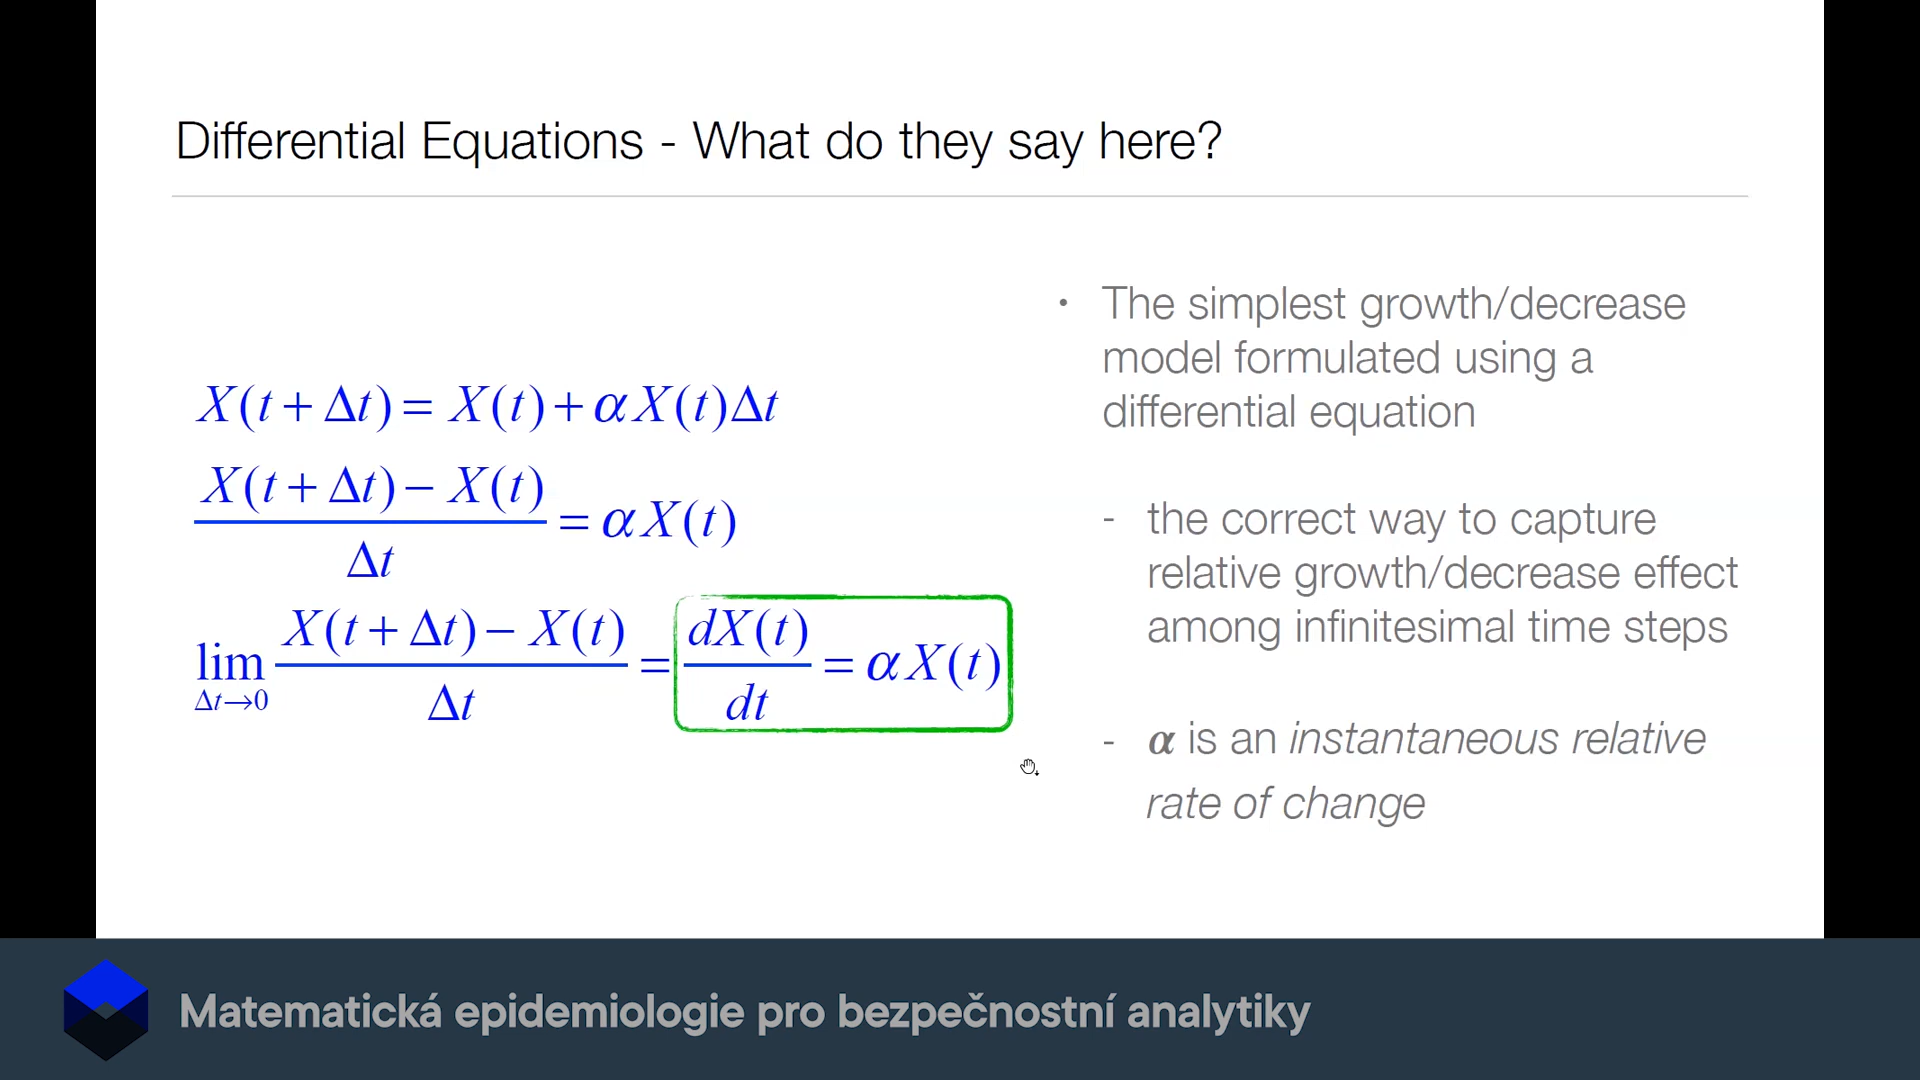 Differential Equations - What do they say here?
X(t + Δt) = X(t) + αX(t)Δt
X(t + Δt) − X(t)
Δt
= αX(t)
lim
Δt→0
X(t + Δt) − X(t)
Δt
=
dX(t)
dt
= αX(t)
• The simplest growth/decrease
model formulated using a
differential equation
- the correct way to capture
relative growth/decrease effect
among infinitesimal time steps
- α is an instantaneous relative
rate of change
Matematická epidemiologie pro bezpečnostní analytiky